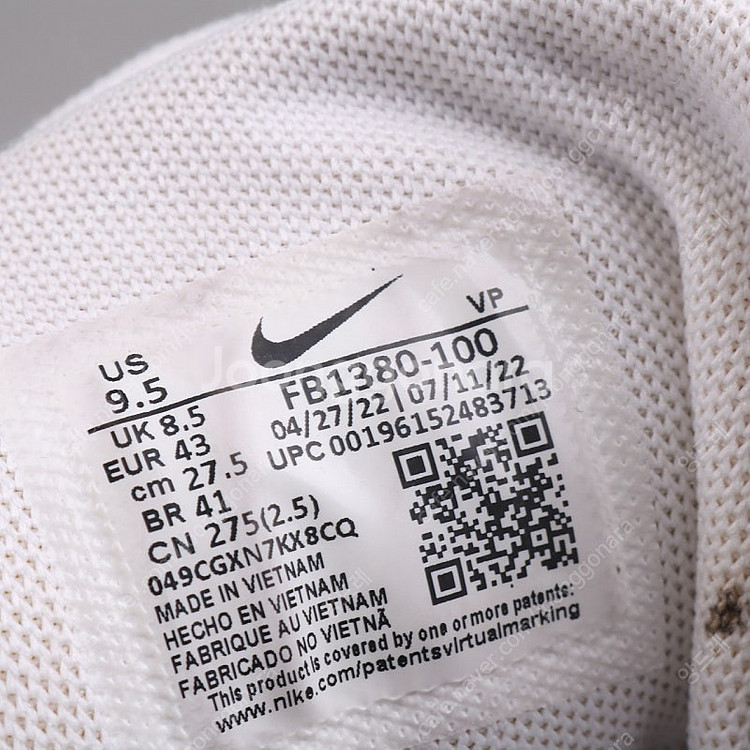 VP
US
9.5
FB1380-100
04/27/22 | 07/11/22
UPC 00196152483713
UK 8.5
EUR 43
cm 27.5
BR 41
CN 275(2.5)
049CGXN7KX8CQ
MADE IN VIETNAM
HECHO EN VIETNAM
FABRIQUE AU VIETNAM
FABRICADO NO VIETNÃ
This product is covered by one or more patents:
www.nike.com/patentsvirtualmarking
Joonggonara